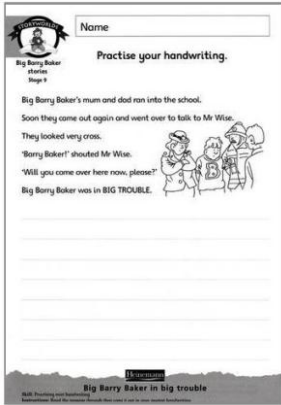 STORYWORLDS
Name
Big Barry Baker
stories
Stage 9
Practise your handwriting.
Big Barry Baker's mum and dad ran into the school.
Soon they came out again and went over to talk to Mr Wise.
They looked very cross.
'Barry Baker!' shouted Mr Wise.
'Will you come over here now, please?'
Big Barry Baker was in BIG TROUBLE.
B
Heinemann
Big Barry Baker in big trouble